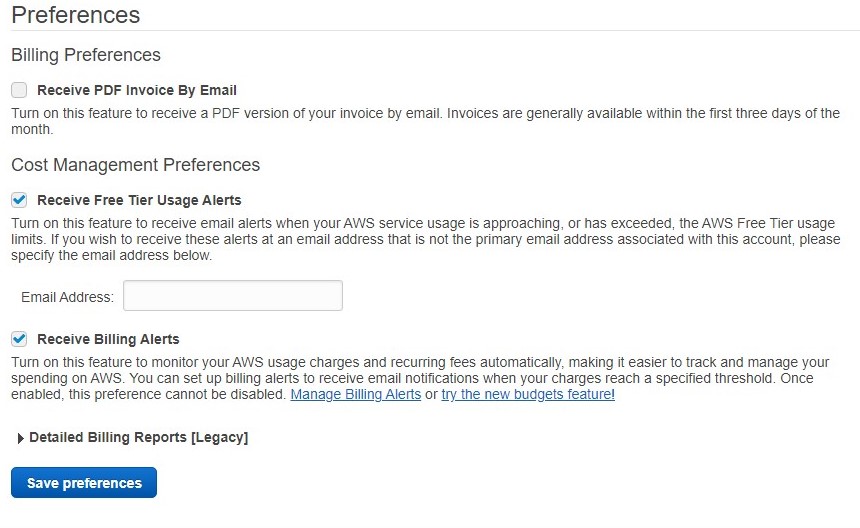 Preferences
Billing Preferences
Receive PDF Invoice By Email
Turn on this feature to receive a PDF version of your invoice by email. Invoices are generally available within the first three days of the
month.
Cost Management Preferences
Receive Free Tier Usage Alerts
Turn on this feature to receive email alerts when your AWS service usage is approaching, or has exceeded, the AWS Free Tier usage
limits. If you wish to receive these alerts at an email address that is not the primary email address associated with this account, please
specify the email address below.
Email Address:
Receive Billing Alerts
Turn on this feature to monitor your AWS usage charges and recurring fees automatically, making it easier to track and manage your
spending on AWS. You can set up billing alerts to receive email notifications when your charges reach a specified threshold. Once
enabled, this preference cannot be disabled. Manage Billing Alerts or try the new budgets feature!
Detailed Billing Reports [Legacy]
Save preferences